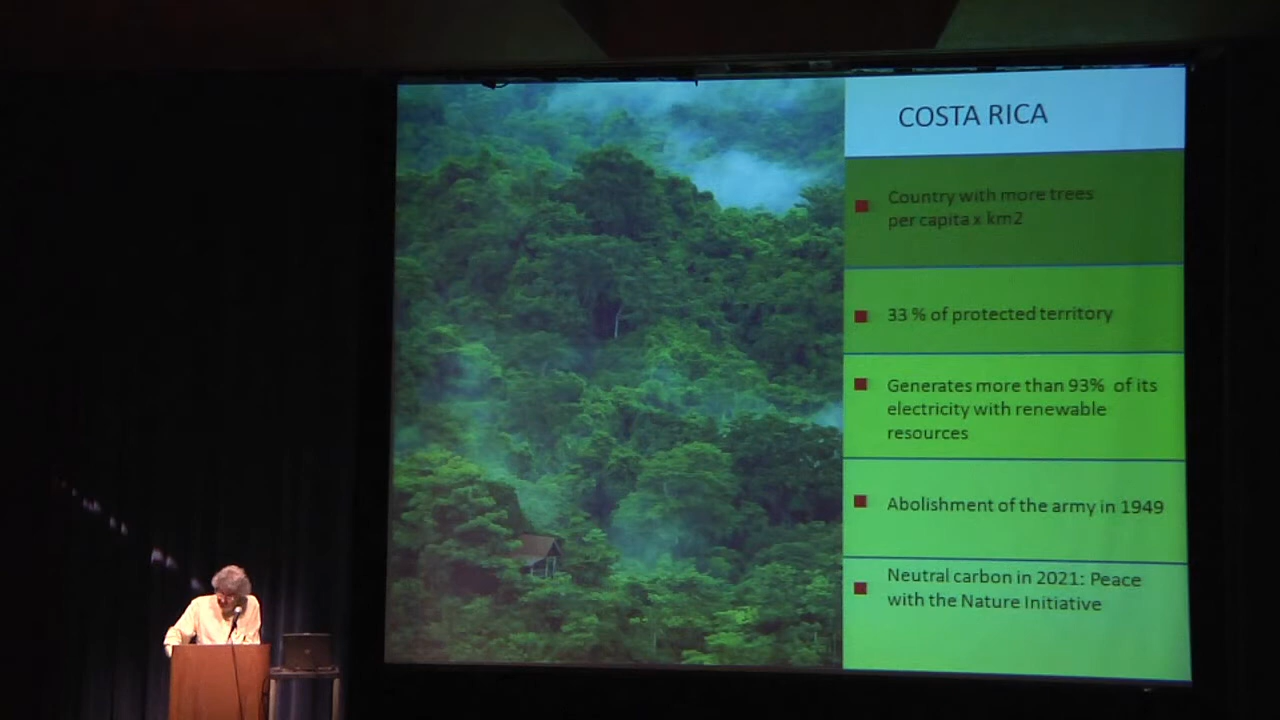 COSTA RICA
Country with more trees
per capita x km2
33 % of protected territory
Generates more than 93% of its
electricity with renewable
resources
Abolishment of the army in 1949
Neutral carbon in 2021: Peace
with the Nature Initiative